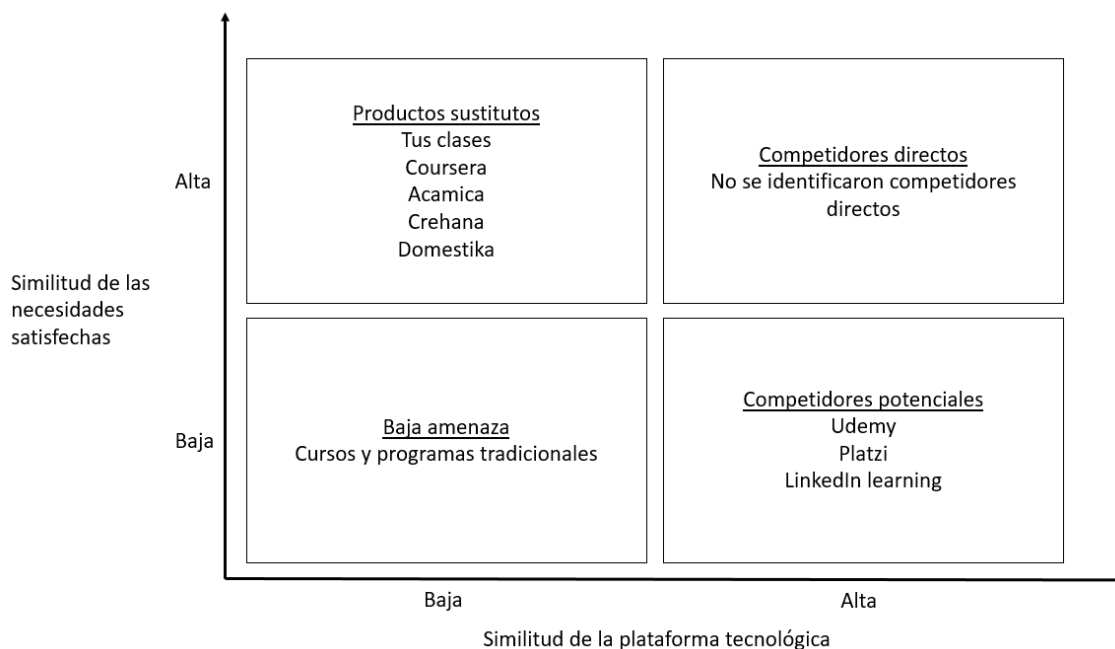 Productos sustitutos
Tus clases
Coursera
Acamica
Crehana
Domestika
Competidores directos
No se identificaron competidores
directos
Alta
Similitud de las
necesidades
satisfechas
Baja
Baja amenaza
Cursos y programas tradicionales
Competidores potenciales
Udemy
Platzi
LinkedIn learning
Baja
Alta
Similitud de la plataforma tecnológica